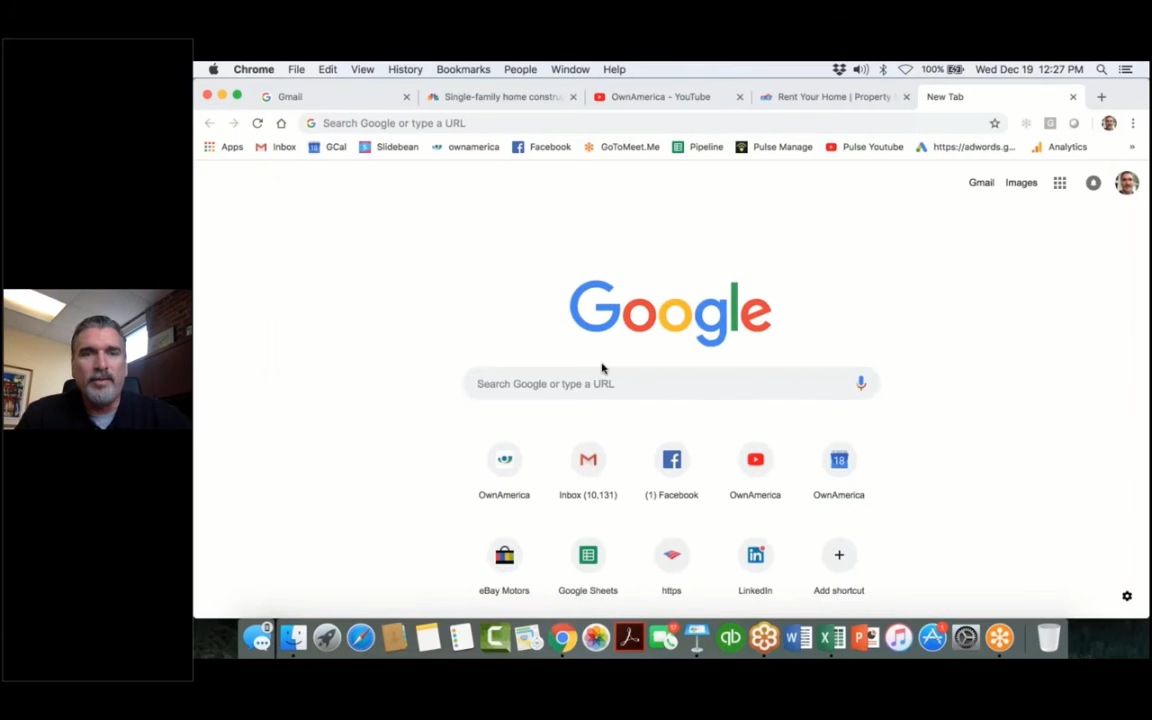 Chrome File Edit View History Bookmarks People Window Help 100% Wed Dec 19 12:27 PM
Gmail Single-family home constru OwnAmerica - YouTube Rent Your Home | Property New Tab
Search Google or type a URL
Apps Inbox GCal Slidebean ownamerica Facebook GoToMeet.Me Pipeline Pulse Manage Pulse Youtube https://adwords.g... Analytics »
Gmail Images
Google
Search Google or type a URL
18
OwnAmerica Inbox (10,131) (1) Facebook OwnAmerica OwnAmerica
eBay Motors Google Sheets https LinkedIn Add shortcut